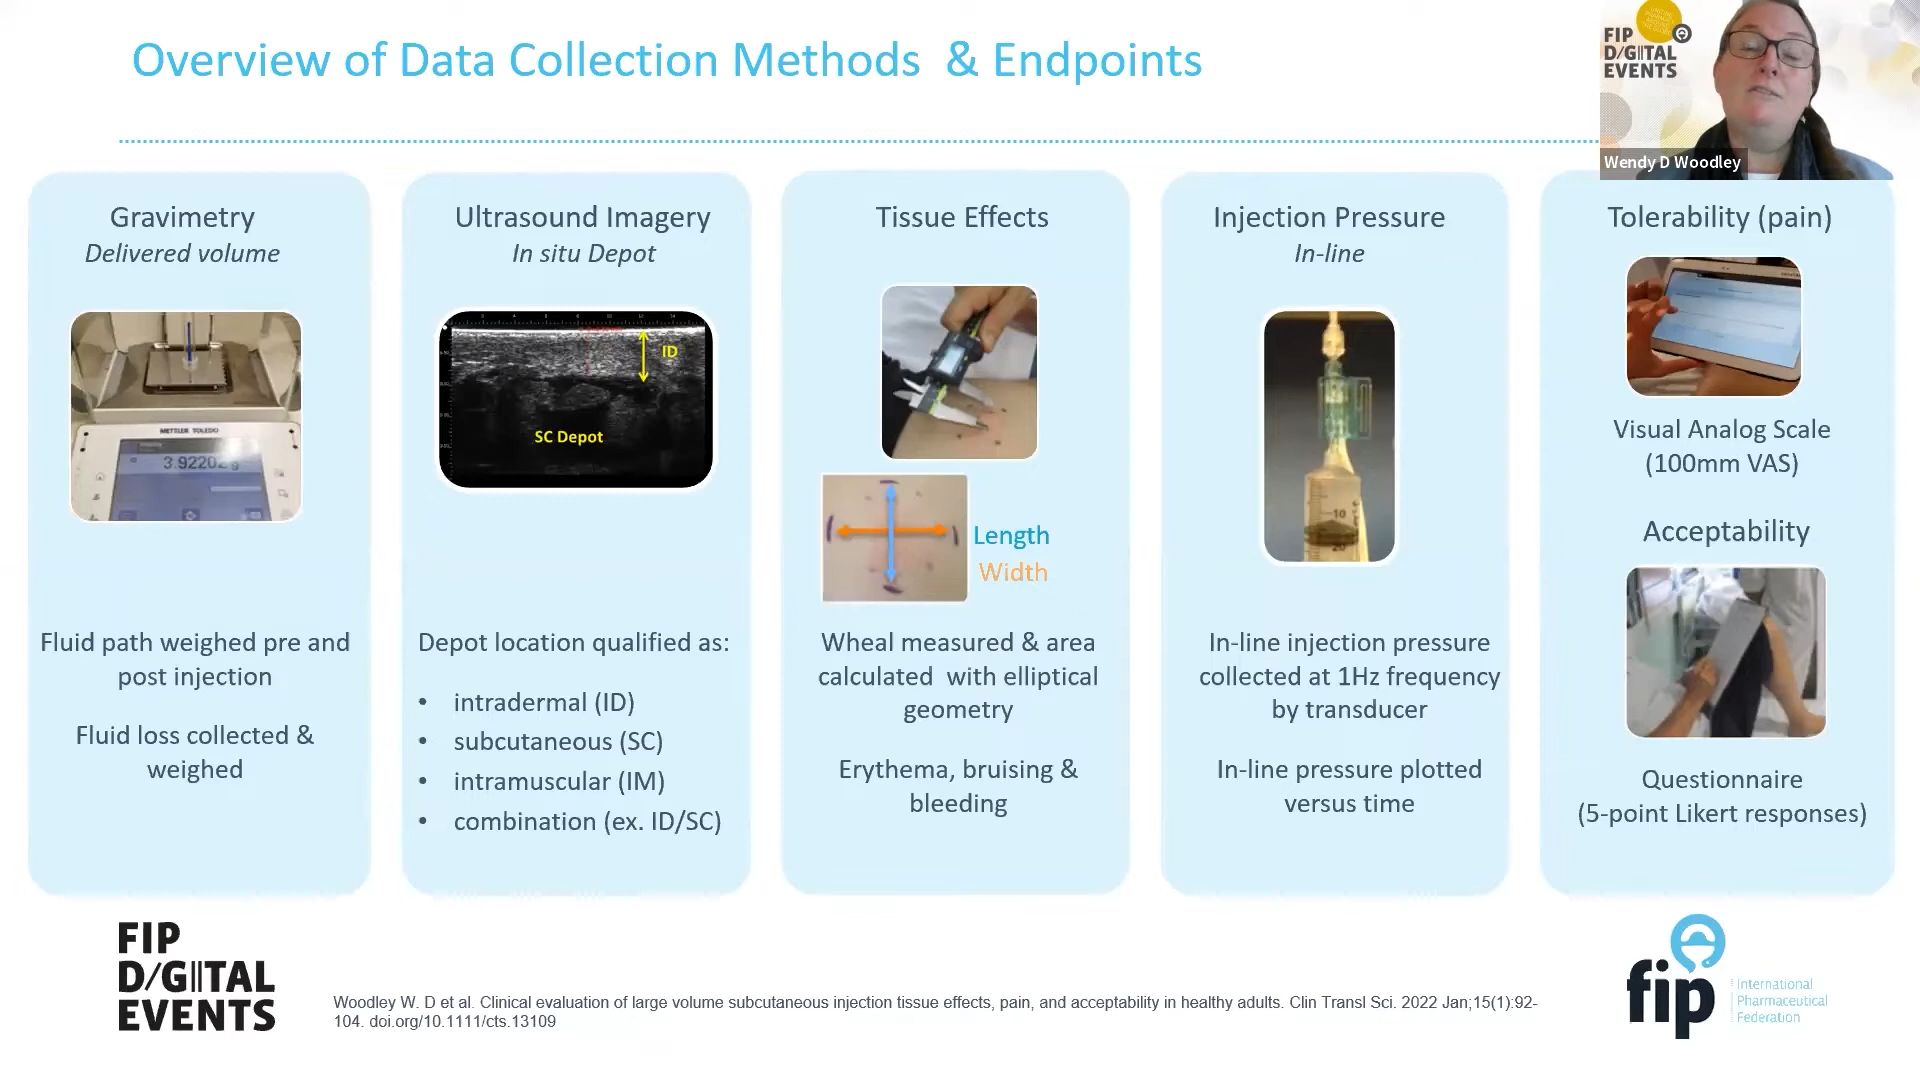 Overview of Data Collection Methods & Endpoints
FIP
D/GITAL
EVENTS
Wendy D Woodley
Gravimetry
Delivered volume
METTLER TOLEDO
Fluid path weighed pre and
post injection
Fluid loss collected &
weighed
Ultrasound Imagery
In situ Depot
ID
SC Depot
Depot location qualified as:
• intradermal (ID)
• subcutaneous (SC)
• intramuscular (IM)
• combination (ex. ID/SC)
Tissue Effects
Length
Width
Wheal measured & area
calculated with elliptical
geometry
Erythema, bruising &
bleeding
Injection Pressure
In-line
10
In-line injection pressure
collected at 1Hz frequency
by transducer
In-line pressure plotted
versus time
Tolerability (pain)
Visual Analog Scale
(100mm VAS)
Acceptability
Questionnaire
(5-point Likert responses)
FIP
D/GITAL
EVENTS
Woodley W. D et al. Clinical evaluation of large volume subcutaneous injection tissue effects, pain, and acceptability in healthy adults. Clin Transl Sci. 2022 Jan;15(1):92-
104. doi.org/10.1111/cts.13109
fip
International
Pharmaceutical
Federation